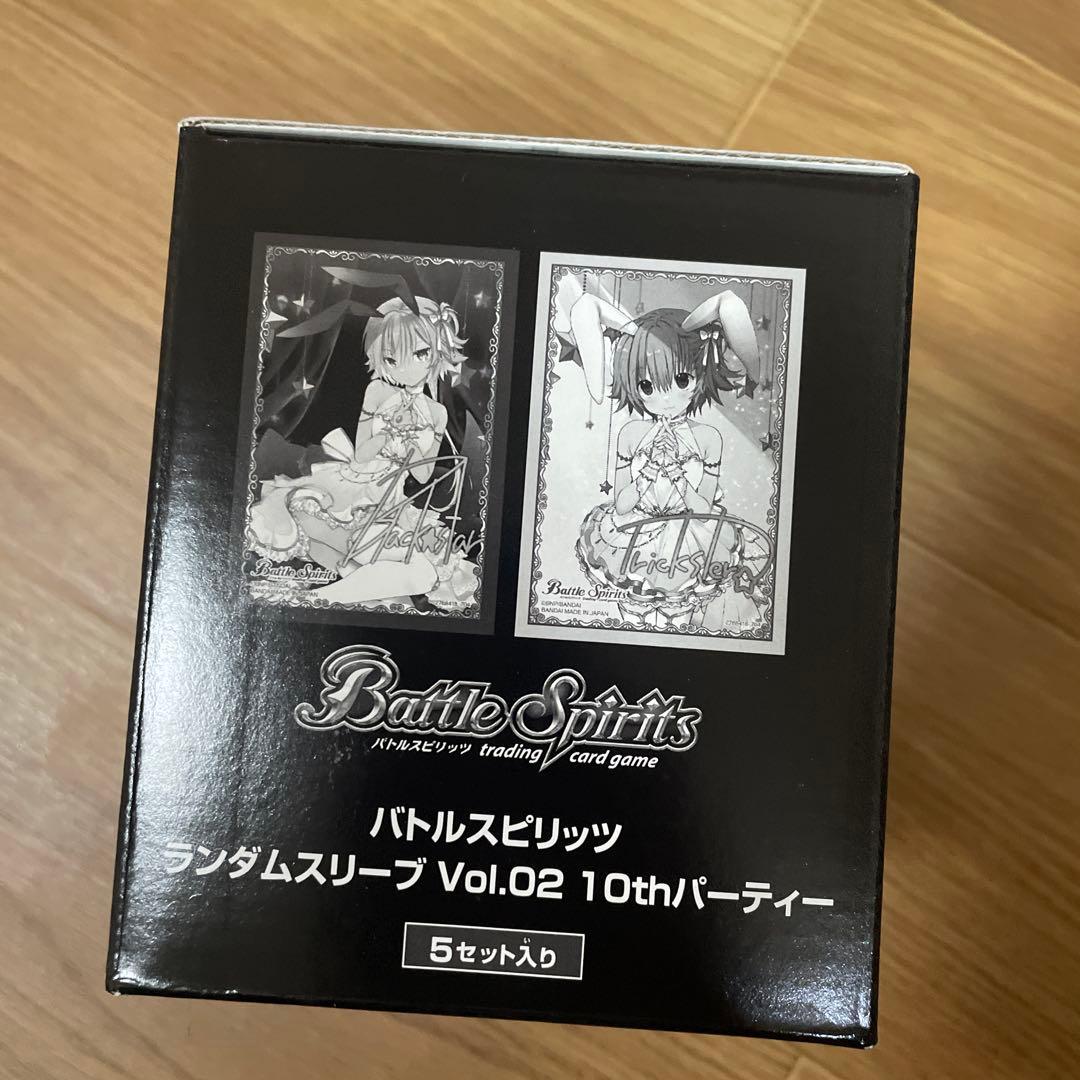 Blacknstar
Battle Spirits
BANDAI MADE IN JAPAN
Trickster
Battle Spirits
©BNP/BANDAI
BANDAI MADE IN JAPAN
Battle Spirits
バトルスピリッツ trading card game
バトルスピリッツ
ランダムスリーブ Vol.02 10thパーティー
5セット入り